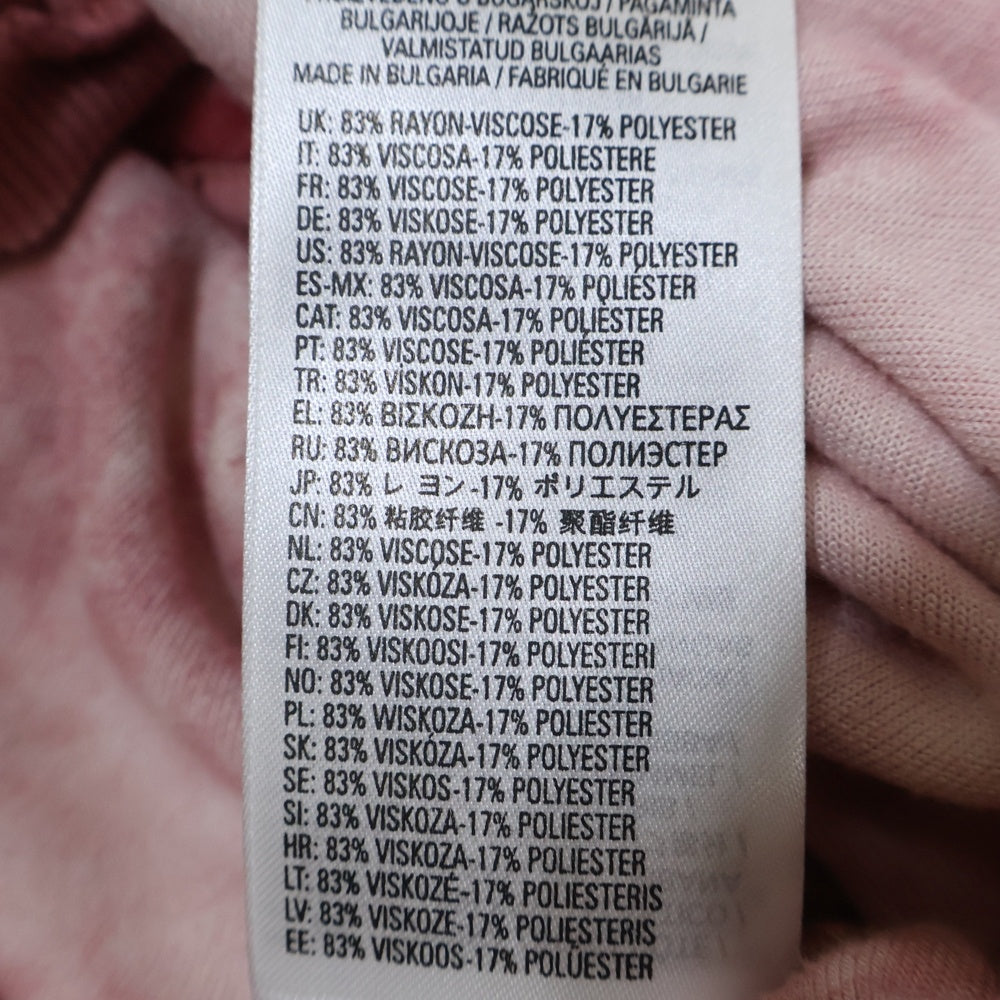 BUGARSKOJ / PAGAMINTA
BULGARIJOJE / RAŽOTS BULGĀRIJĀ /
VALMISTATUD BULGAARIAS
MADE IN BULGARIA / FABRIQUÉ EN BULGARIE
UK: 83% RAYON-VISCOSE-17% POLYESTER
IT: 83% VISCOSA-17% POLIESTERE
FR: 83% VISCOSE-17% POLYESTER
DE: 83% VISKOSE-17% POLYESTER
US: 83% RAYON-VISCOSE-17% POLYESTER
ES-MX: 83% VISCOSA-17% POLIÉSTER
CAT: 83% VISCOSA-17% POLIÈSTER
PT: 83% VISCOSE-17% POLIÉSTER
TR: 83% VİSKON-17% POLYESTER
EL: 83% ΒΙΣΚΟΖΗ-17% ΠΟΛΥΕΣΤΕΡΑΣ
RU: 83% ВИСКОЗА-17% ПОЛИЭСТЕР
JP: 83% レーヨン-17% ポリエステル
CN: 83% 粘胶纤维 -17% 聚酯纤维
NL: 83% VISCOSE-17% POLYESTER
CZ: 83% VISKÓZA-17% POLYESTER
DK: 83% VISKOSE-17% POLYESTER
FI: 83% VISKOOSI-17% POLYESTERI
NO: 83% VISKOSE-17% POLYESTER
PL: 83% WISKOZA-17% POLIESTER
SK: 83% VISKÓZA-17% POLYESTER
SE: 83% VISKOS-17% POLYESTER
SI: 83% VISKOZA-17% POLIESTER
HR: 83% VISKOZA-17% POLIESTER
LT: 83% VISKOZĖ-17% POLIESTERIS
LV: 83% VISKOZE-17% POLIESTERIS
EE: 83% VISKOOS-17% POLÜESTER